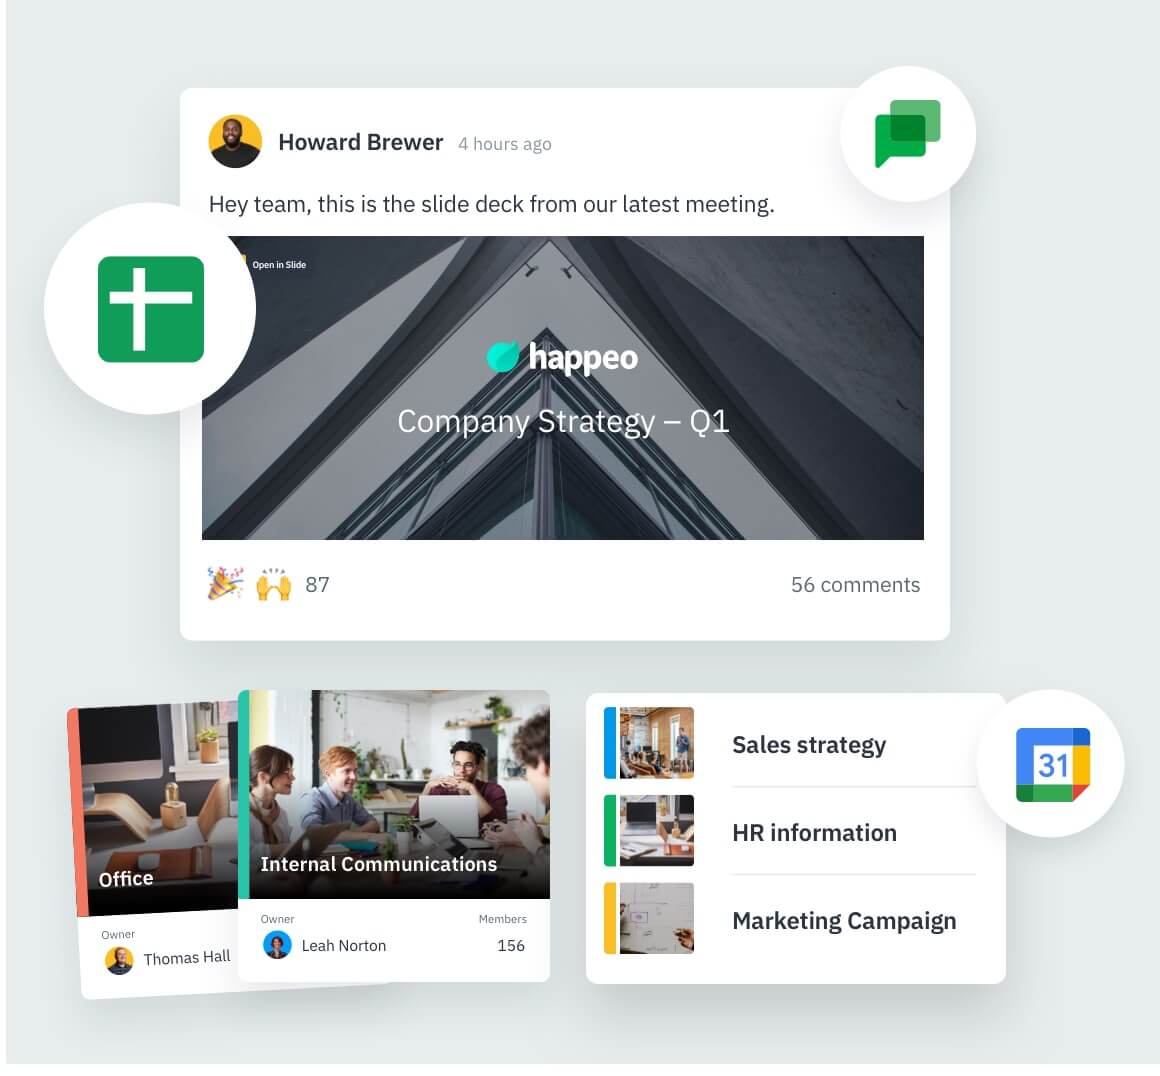 Howard Brewer 4 hours ago
Hey team, this is the slide deck from our latest meeting.
Open in Slide
happeo
Company Strategy – Q1
87
56 comments
Office
Owner
Thomas Hall
Internal Communications
Owner Members
Leah Norton 156
Sales strategy
HR information
Marketing Campaign
31